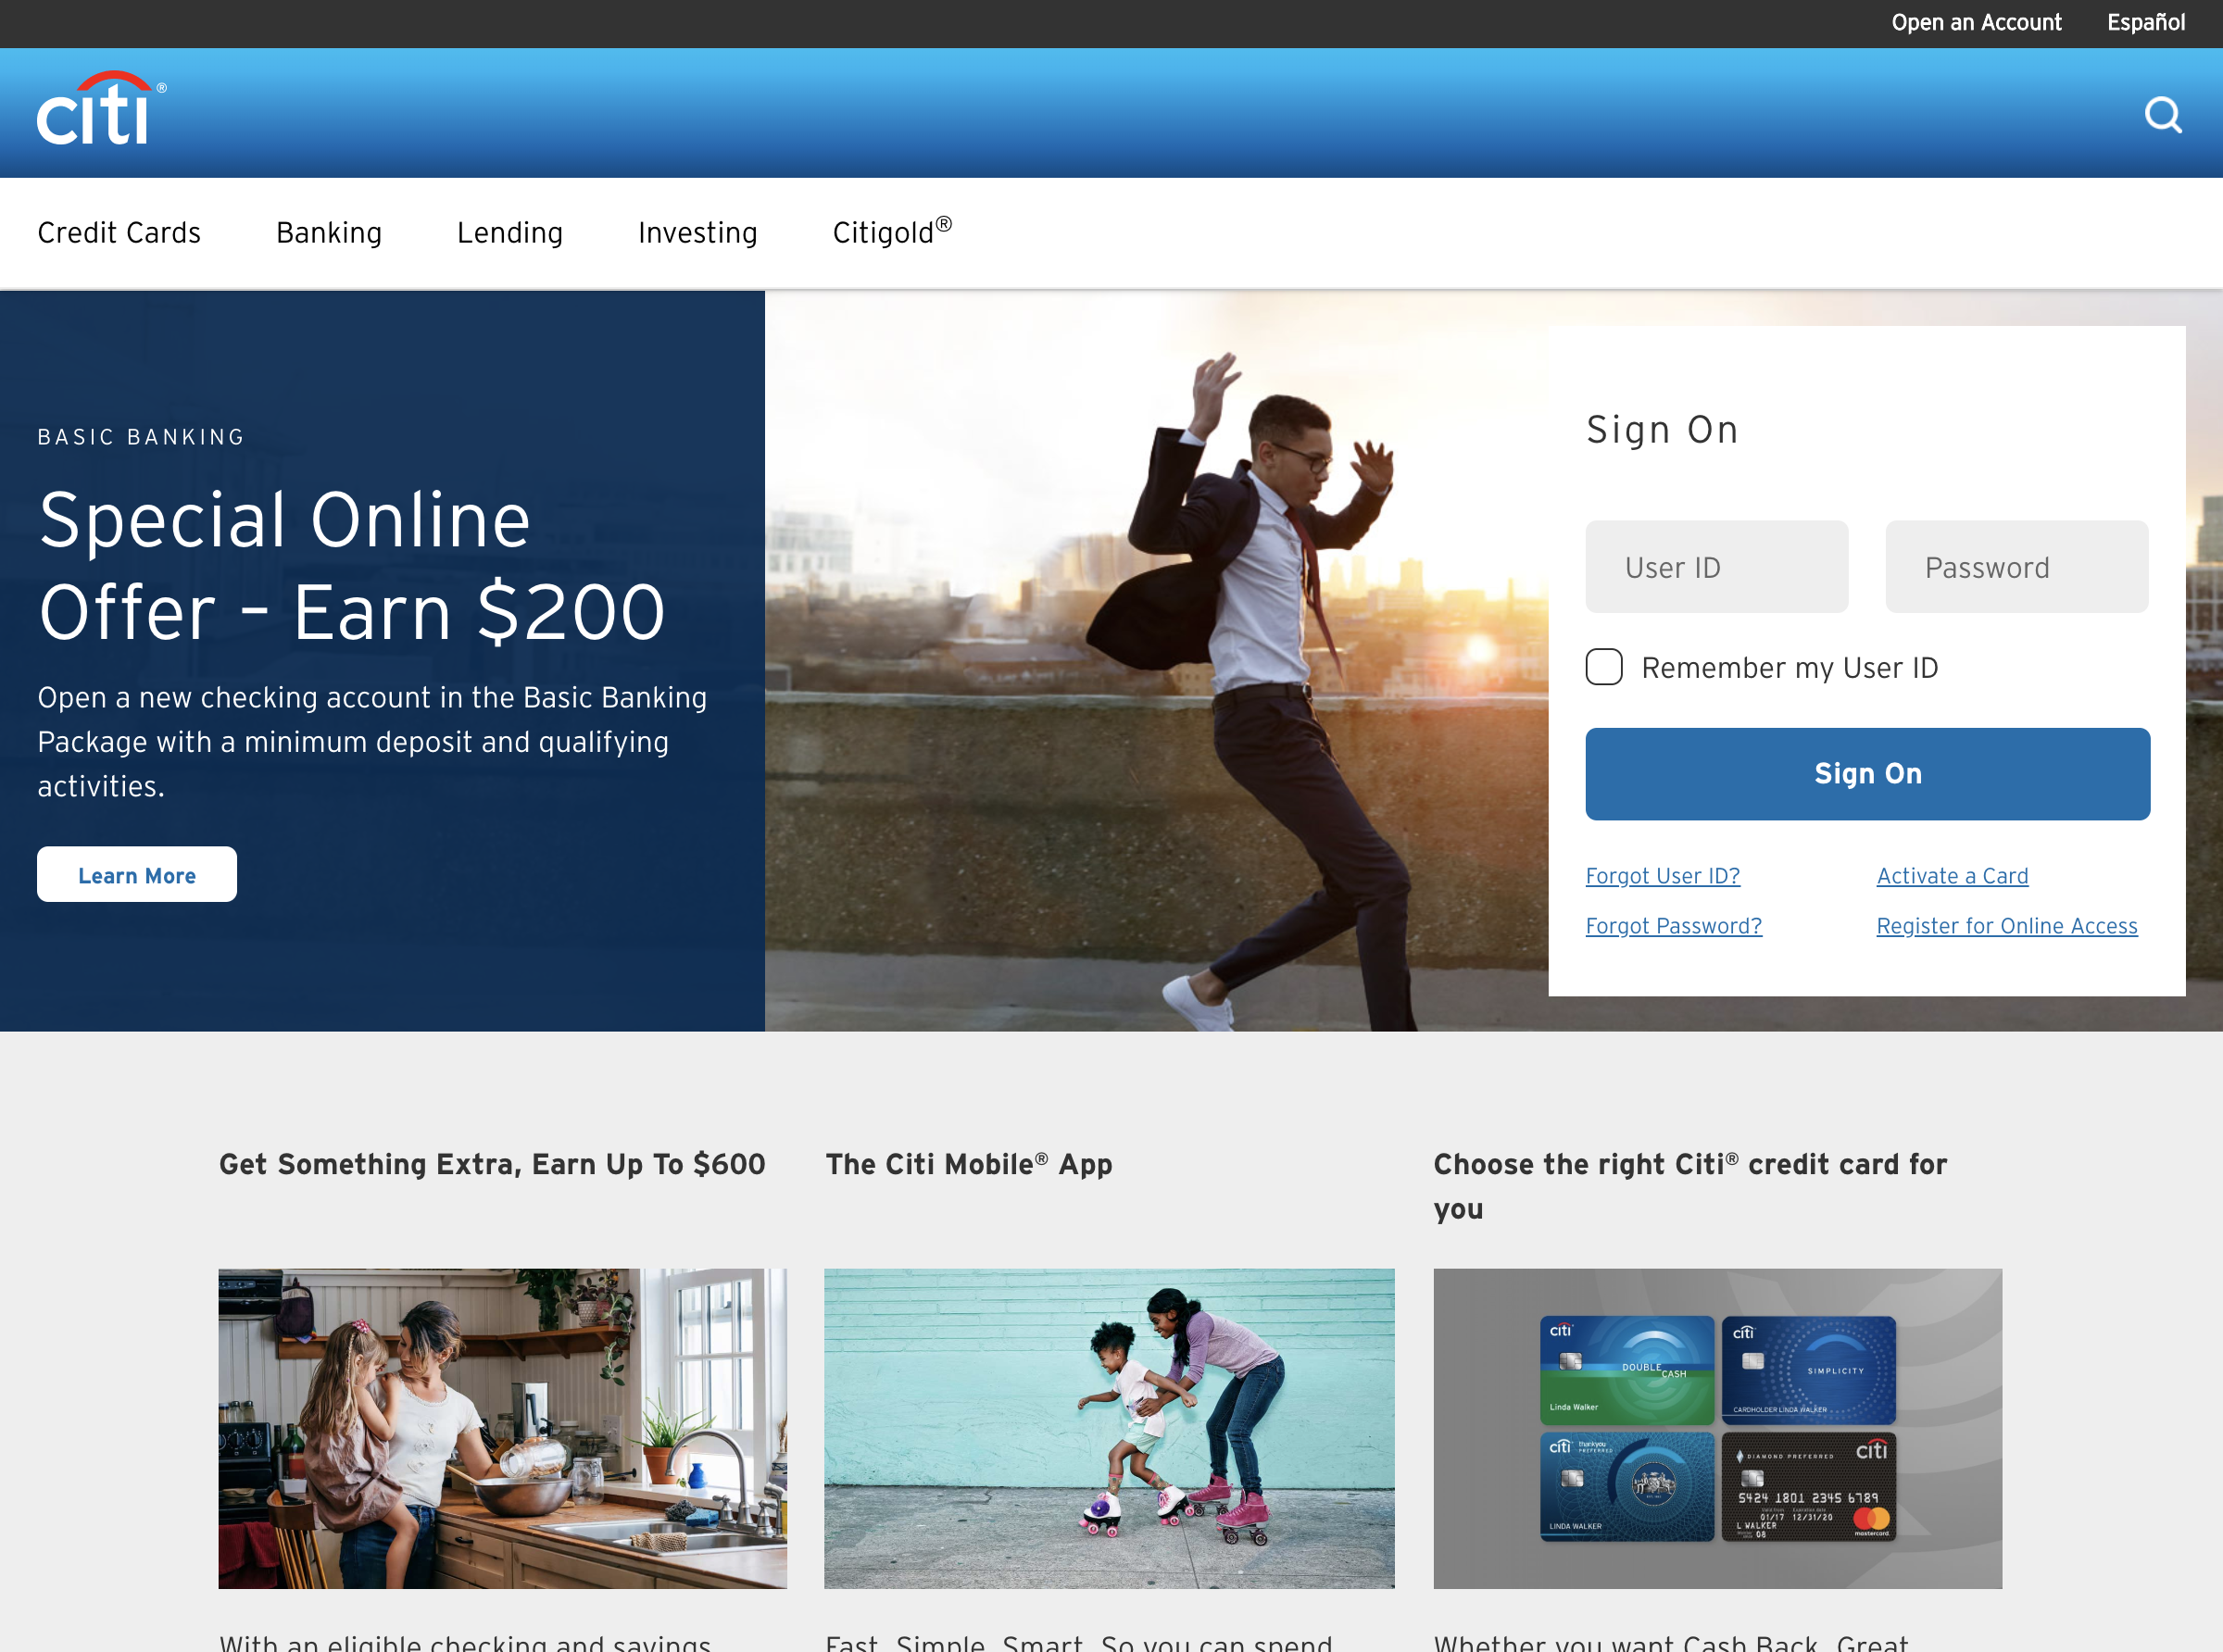 Open an Account Español
citi®
Credit Cards Banking Lending Investing Citigold®
BASIC BANKING
Special Online
Offer - Earn $200
Open a new checking account in the Basic Banking
Package with a minimum deposit and qualifying
activities.
Learn More
Sign On
User ID Password
Remember my User ID
Sign On
Forgot User ID? Activate a Card
Forgot Password? Register for Online Access
Get Something Extra, Earn Up To $600
The Citi Mobile® App
Choose the right Citi® credit card for
you
citi
DOUBLE
CASH
Linda Walker
citi
SIMPLICITY
CARDHOLDER LINDA WALKER
citi thankyou
PREFERRED
LINDA WALKER
DIAMOND PREFERRED citi
5424 1801 2345 6789
01/17 12/31/20
L WALKER
08
mastercard
With an eligible checking and savings
Fast. Simple. Smart. So you can spend
Whether you want Cash Back, Great